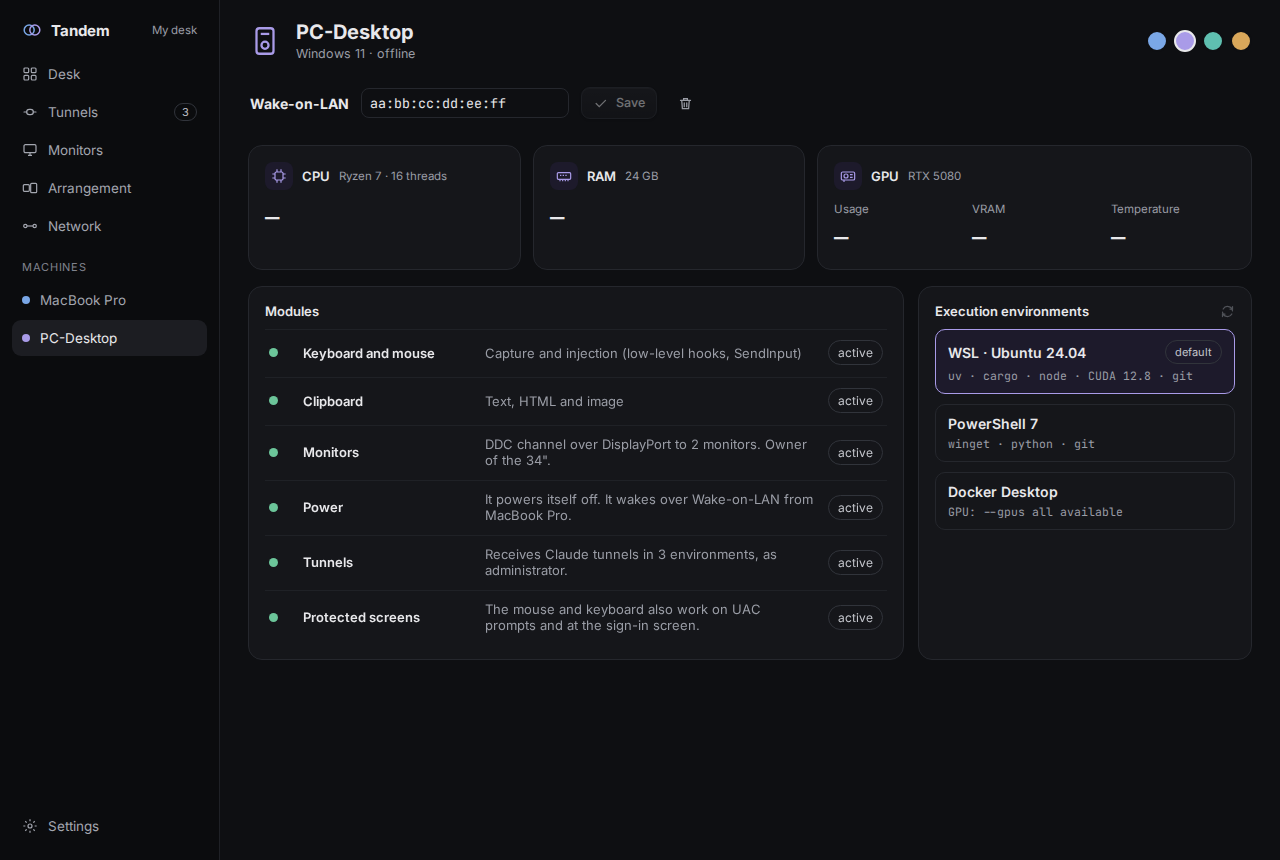 Tandem
My desk
Desk
Tunnels
3
Monitors
Arrangement
Network
MACHINES
MacBook Pro
PC-Desktop
Settings
PC-Desktop
Windows 11 · offline
Wake-on-LAN
aa:bb:cc:dd:ee:ff
Save
CPU Ryzen 7 · 16 threads
—
RAM 24 GB
—
GPU RTX 5080
Usage VRAM Temperature
— — —
Modules
Keyboard and mouse
Capture and injection (low-level hooks, SendInput)
active
Clipboard
Text, HTML and image
active
Monitors
DDC channel over DisplayPort to 2 monitors. Owner
of the 34".
active
Power
It powers itself off. It wakes over Wake-on-LAN from
MacBook Pro.
active
Tunnels
Receives Claude tunnels in 3 environments, as
administrator.
active
Protected screens
The mouse and keyboard also work on UAC
prompts and at the sign-in screen.
active
Execution environments
WSL · Ubuntu 24.04
default
uv · cargo · node · CUDA 12.8 · git
PowerShell 7
winget · python · git
Docker Desktop
GPU: --gpus all available